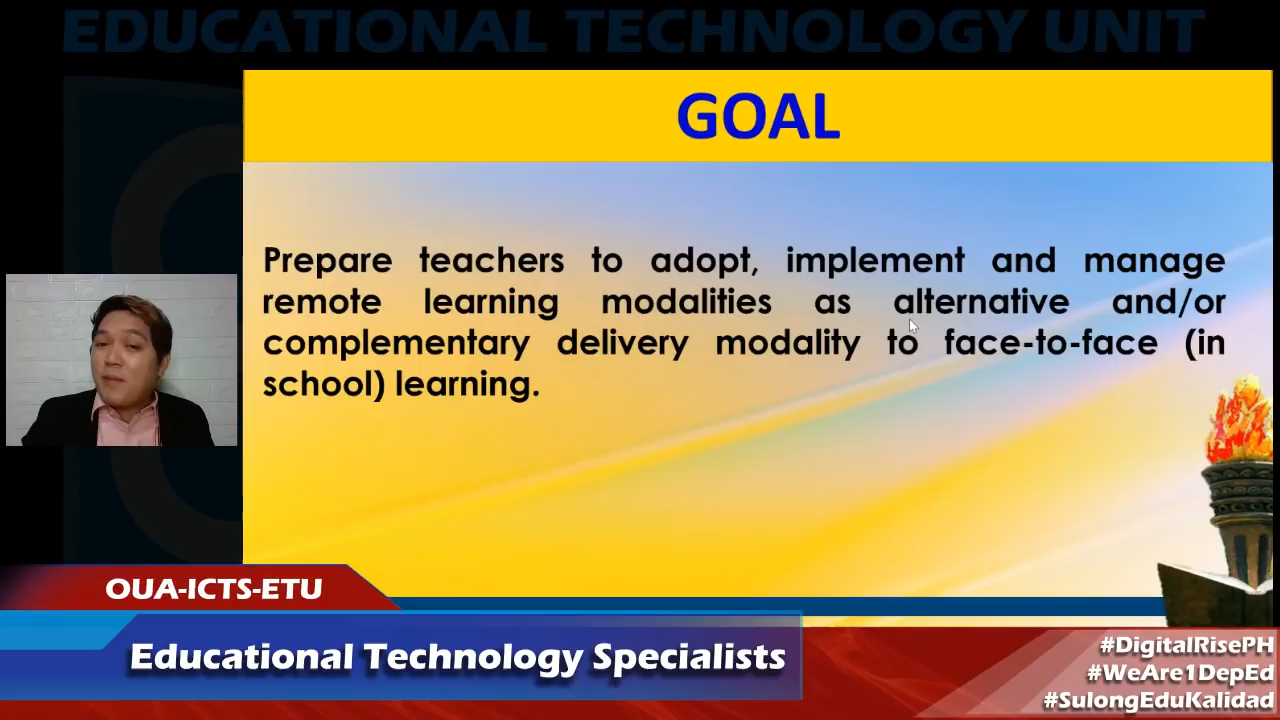 EDUCATIONAL TECHNOLOGY UNIT
GOAL
Prepare teachers to adopt, implement and manage
remote learning modalities as alternative and/or
complementary delivery modality to face-to-face (in
school) learning.
OUA-ICTS-ETU
Educational Technology Specialists
#DigitalRisePH
#WeAre1DepEd
#SulongEduKalidad